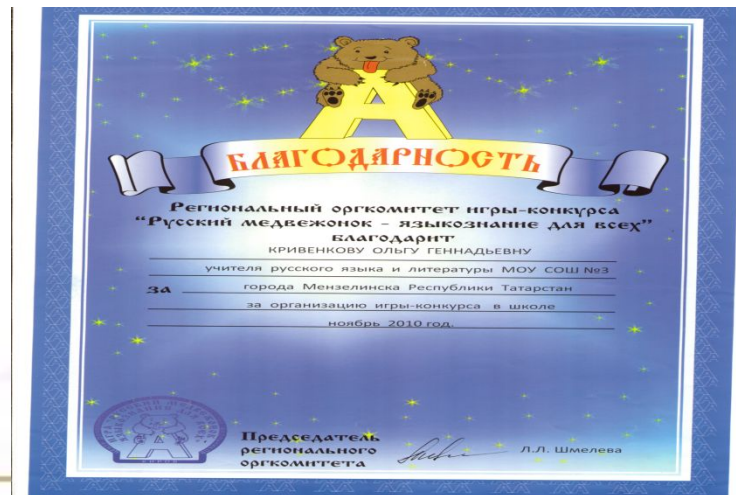 А
БЛАГОДАРНОСТЬ
Региональный оргкомитет игры-конкурса
"Русский медвежонок - языкознание для всех"
благодарит
КРИВЕНКОВУ ОЛЬГУ ГЕННАДЬЕВНУ
учителя русского языка и литературы МОУ СОШ №3
за города Мензелинска Республики Татарстан
за организацию игры-конкурса в школе
ноябрь 2010 год.
Председатель
регионального
оргкомитета
Л.Л. Шмелева